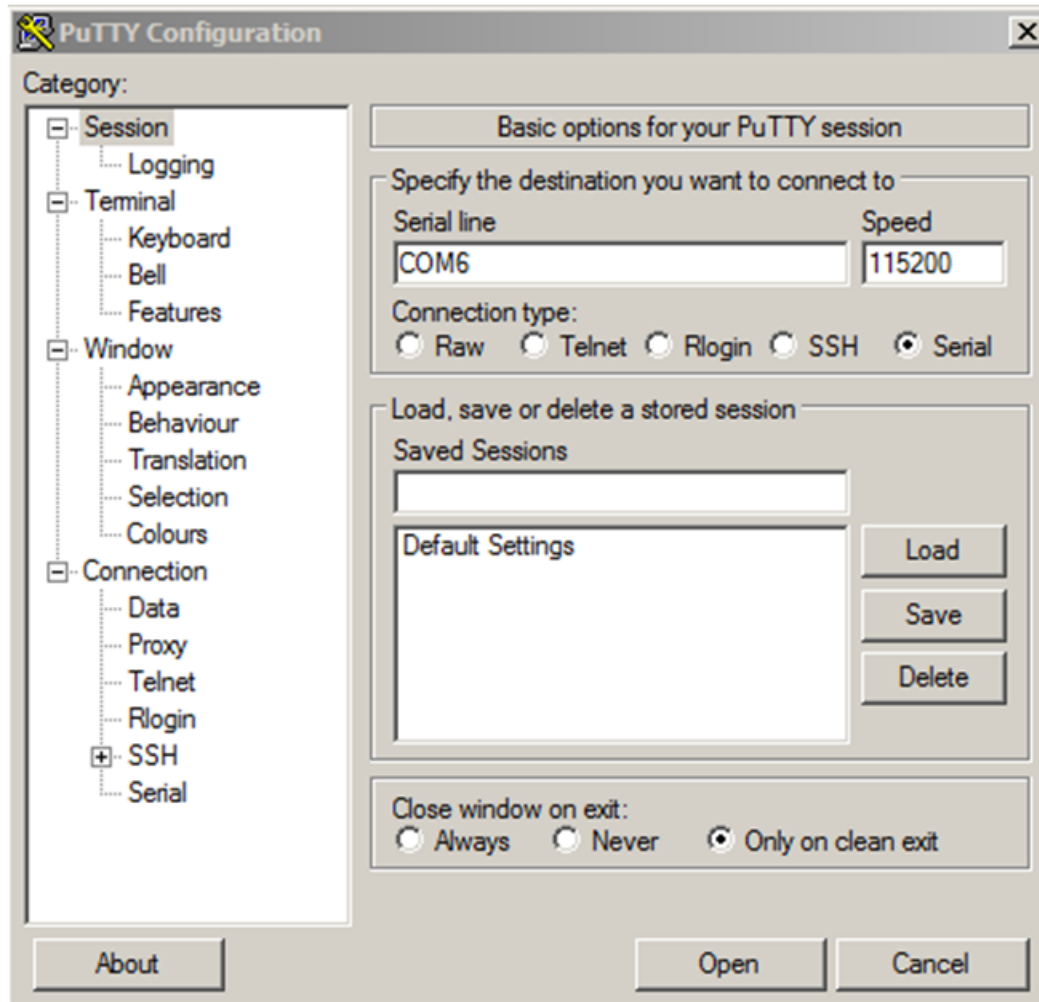 PuTTY Configuration
Category:
Session
Logging
Terminal
Keyboard
Bell
Features
Window
Appearance
Behaviour
Translation
Selection
Colours
Connection
Data
Proxy
Telnet
Rlogin
SSH
Serial
Basic options for your PuTTY session
Specify the destination you want to connect to
Serial line Speed
COM6 115200
Connection type:
Raw Telnet Rlogin SSH Serial
Load, save or delete a stored session
Saved Sessions
Default Settings
Load
Save
Delete
Close window on exit:
Always Never Only on clean exit
About Open Cancel